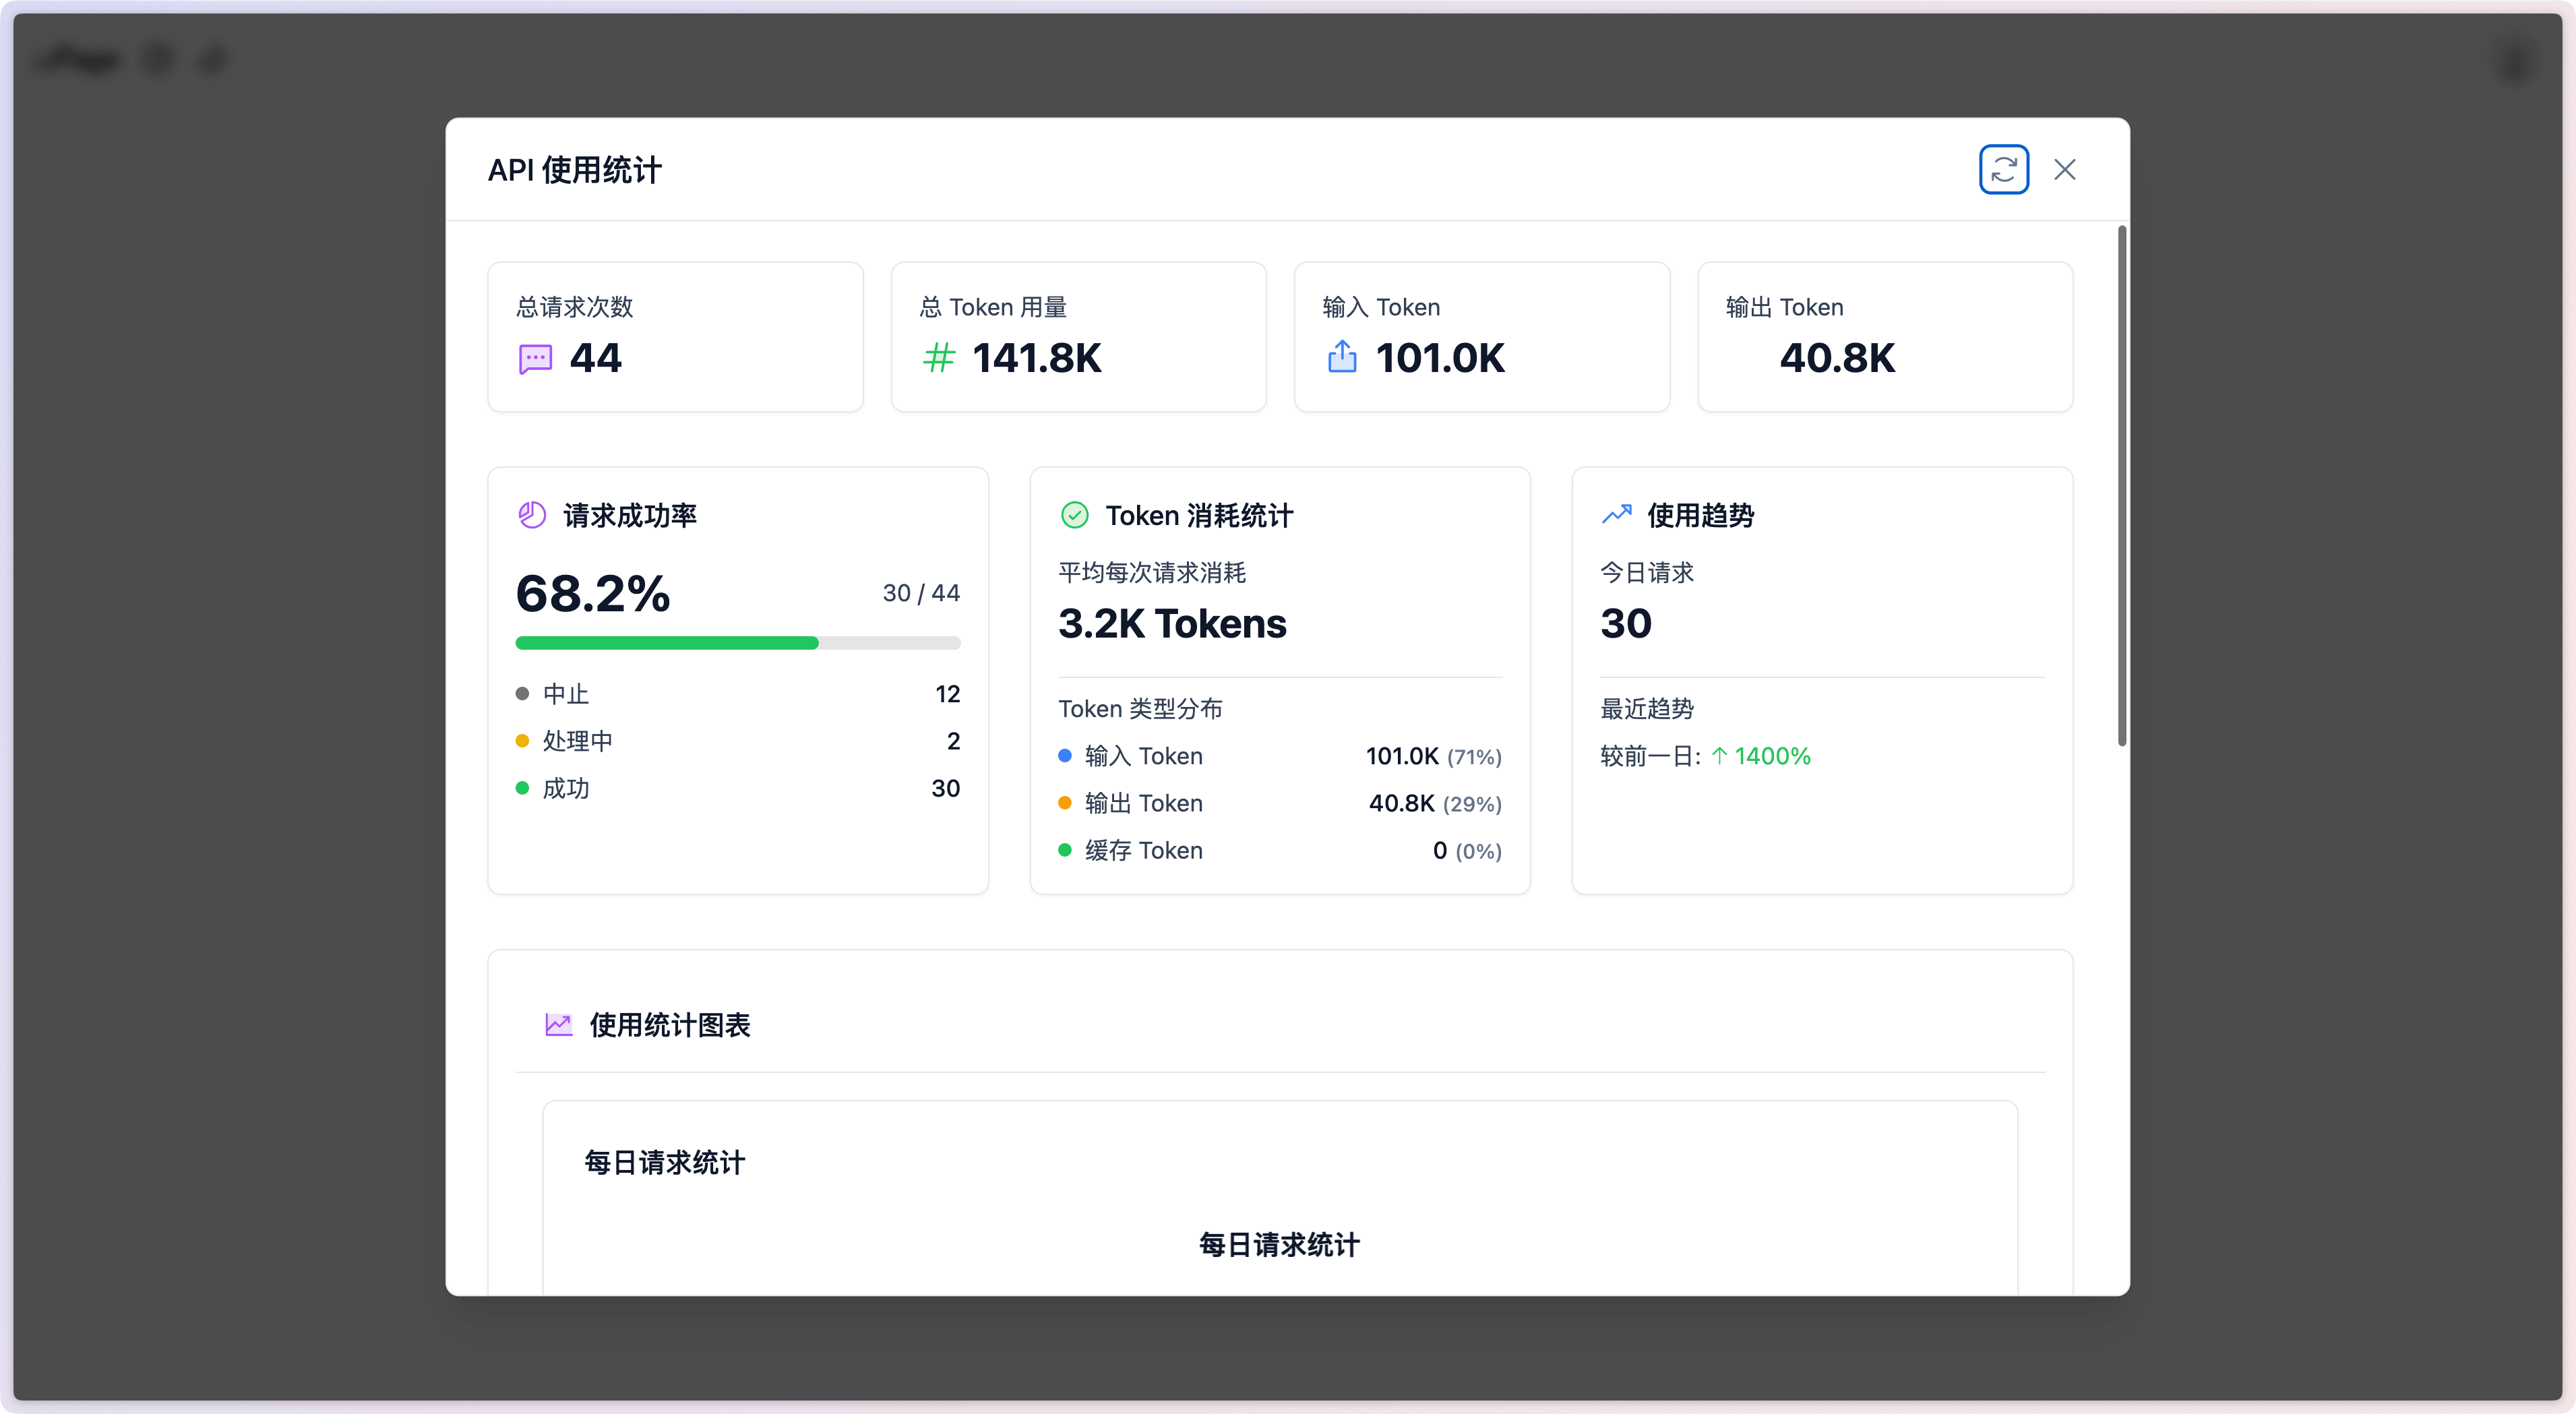 API 使用统计
总请求次数
44
总 Token 用量
141.8K
输入 Token
101.0K
输出 Token
40.8K
请求成功率
68.2%
30 / 44
中止 12
处理中 2
成功 30
Token 消耗统计
平均每次请求消耗
3.2K Tokens
Token 类型分布
输入 Token 101.0K (71%)
输出 Token 40.8K (29%)
缓存 Token 0 (0%)
使用趋势
今日请求
30
最近趋势
较前一日: ↑ 1400%
使用统计图表
每日请求统计
每日请求统计